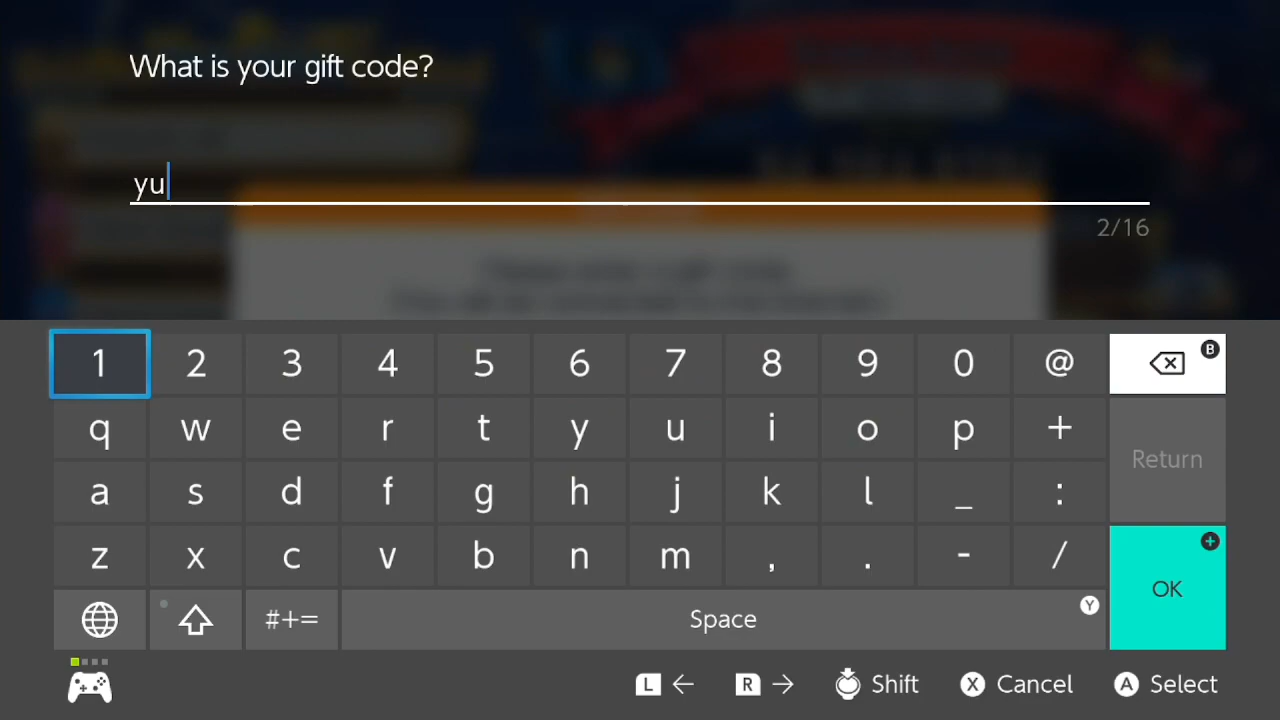 What is your gift code?
yu
2/16
1 2 3 4 5 6 7 8 9 0 @ B
q w e r t y u i o p +
Return
a s d f g h j k l _ :
z x c v b n m , . - /
+
OK
#+= Space Y
L ← R → Shift X Cancel A Select